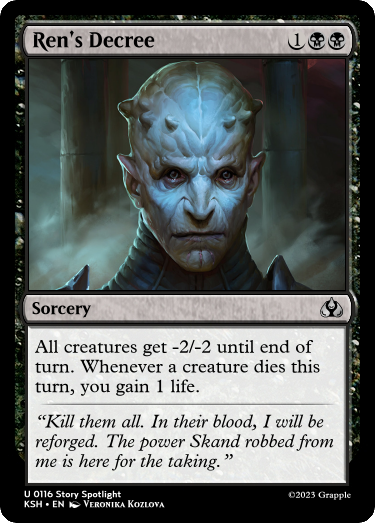 Ren's Decree 1
Sorcery
All creatures get -2/-2 until end of
turn. Whenever a creature dies this
turn, you gain 1 life.
“Kill them all. In their blood, I will be
reforged. The power Skand robbed from
me is here for the taking.”
U 0116 Story Spotlight
KSH • EN Veronika Kozlova
©2023 Grapple